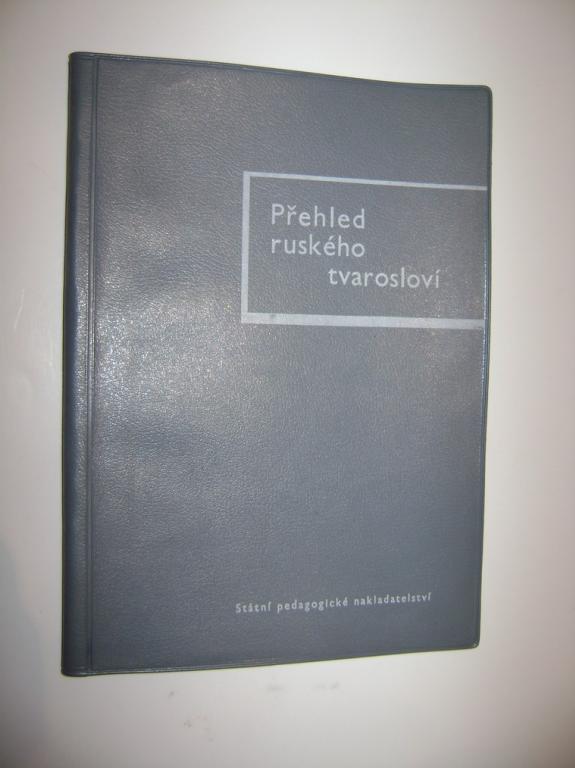 Přehled
ruského
tvarosloví
Státní pedagogické nakladatelství